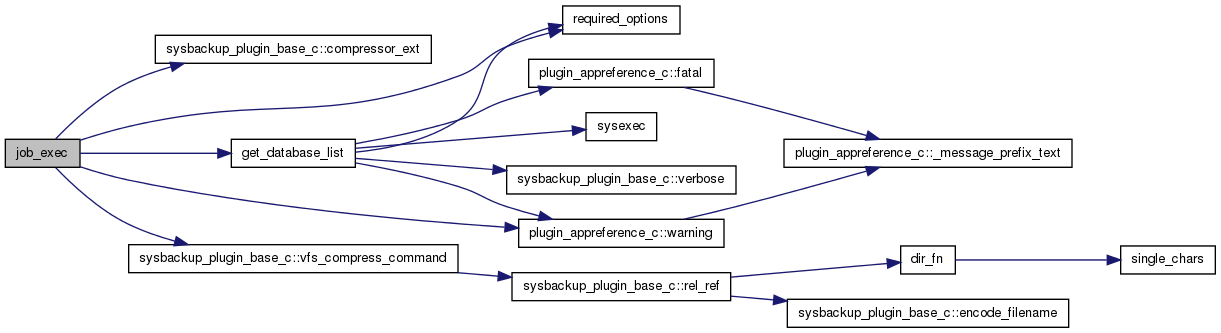 required_options
sysbackup_plugin_base_c::compressor_ext
plugin_appreference_c::fatal
sysexec
job_exec
get_database_list
plugin_appreference_c::_message_prefix_text
sysbackup_plugin_base_c::verbose
plugin_appreference_c::warning
sysbackup_plugin_base_c::vfs_compress_command
dir_fn
single_chars
sysbackup_plugin_base_c::rel_ref
sysbackup_plugin_base_c::encode_filename